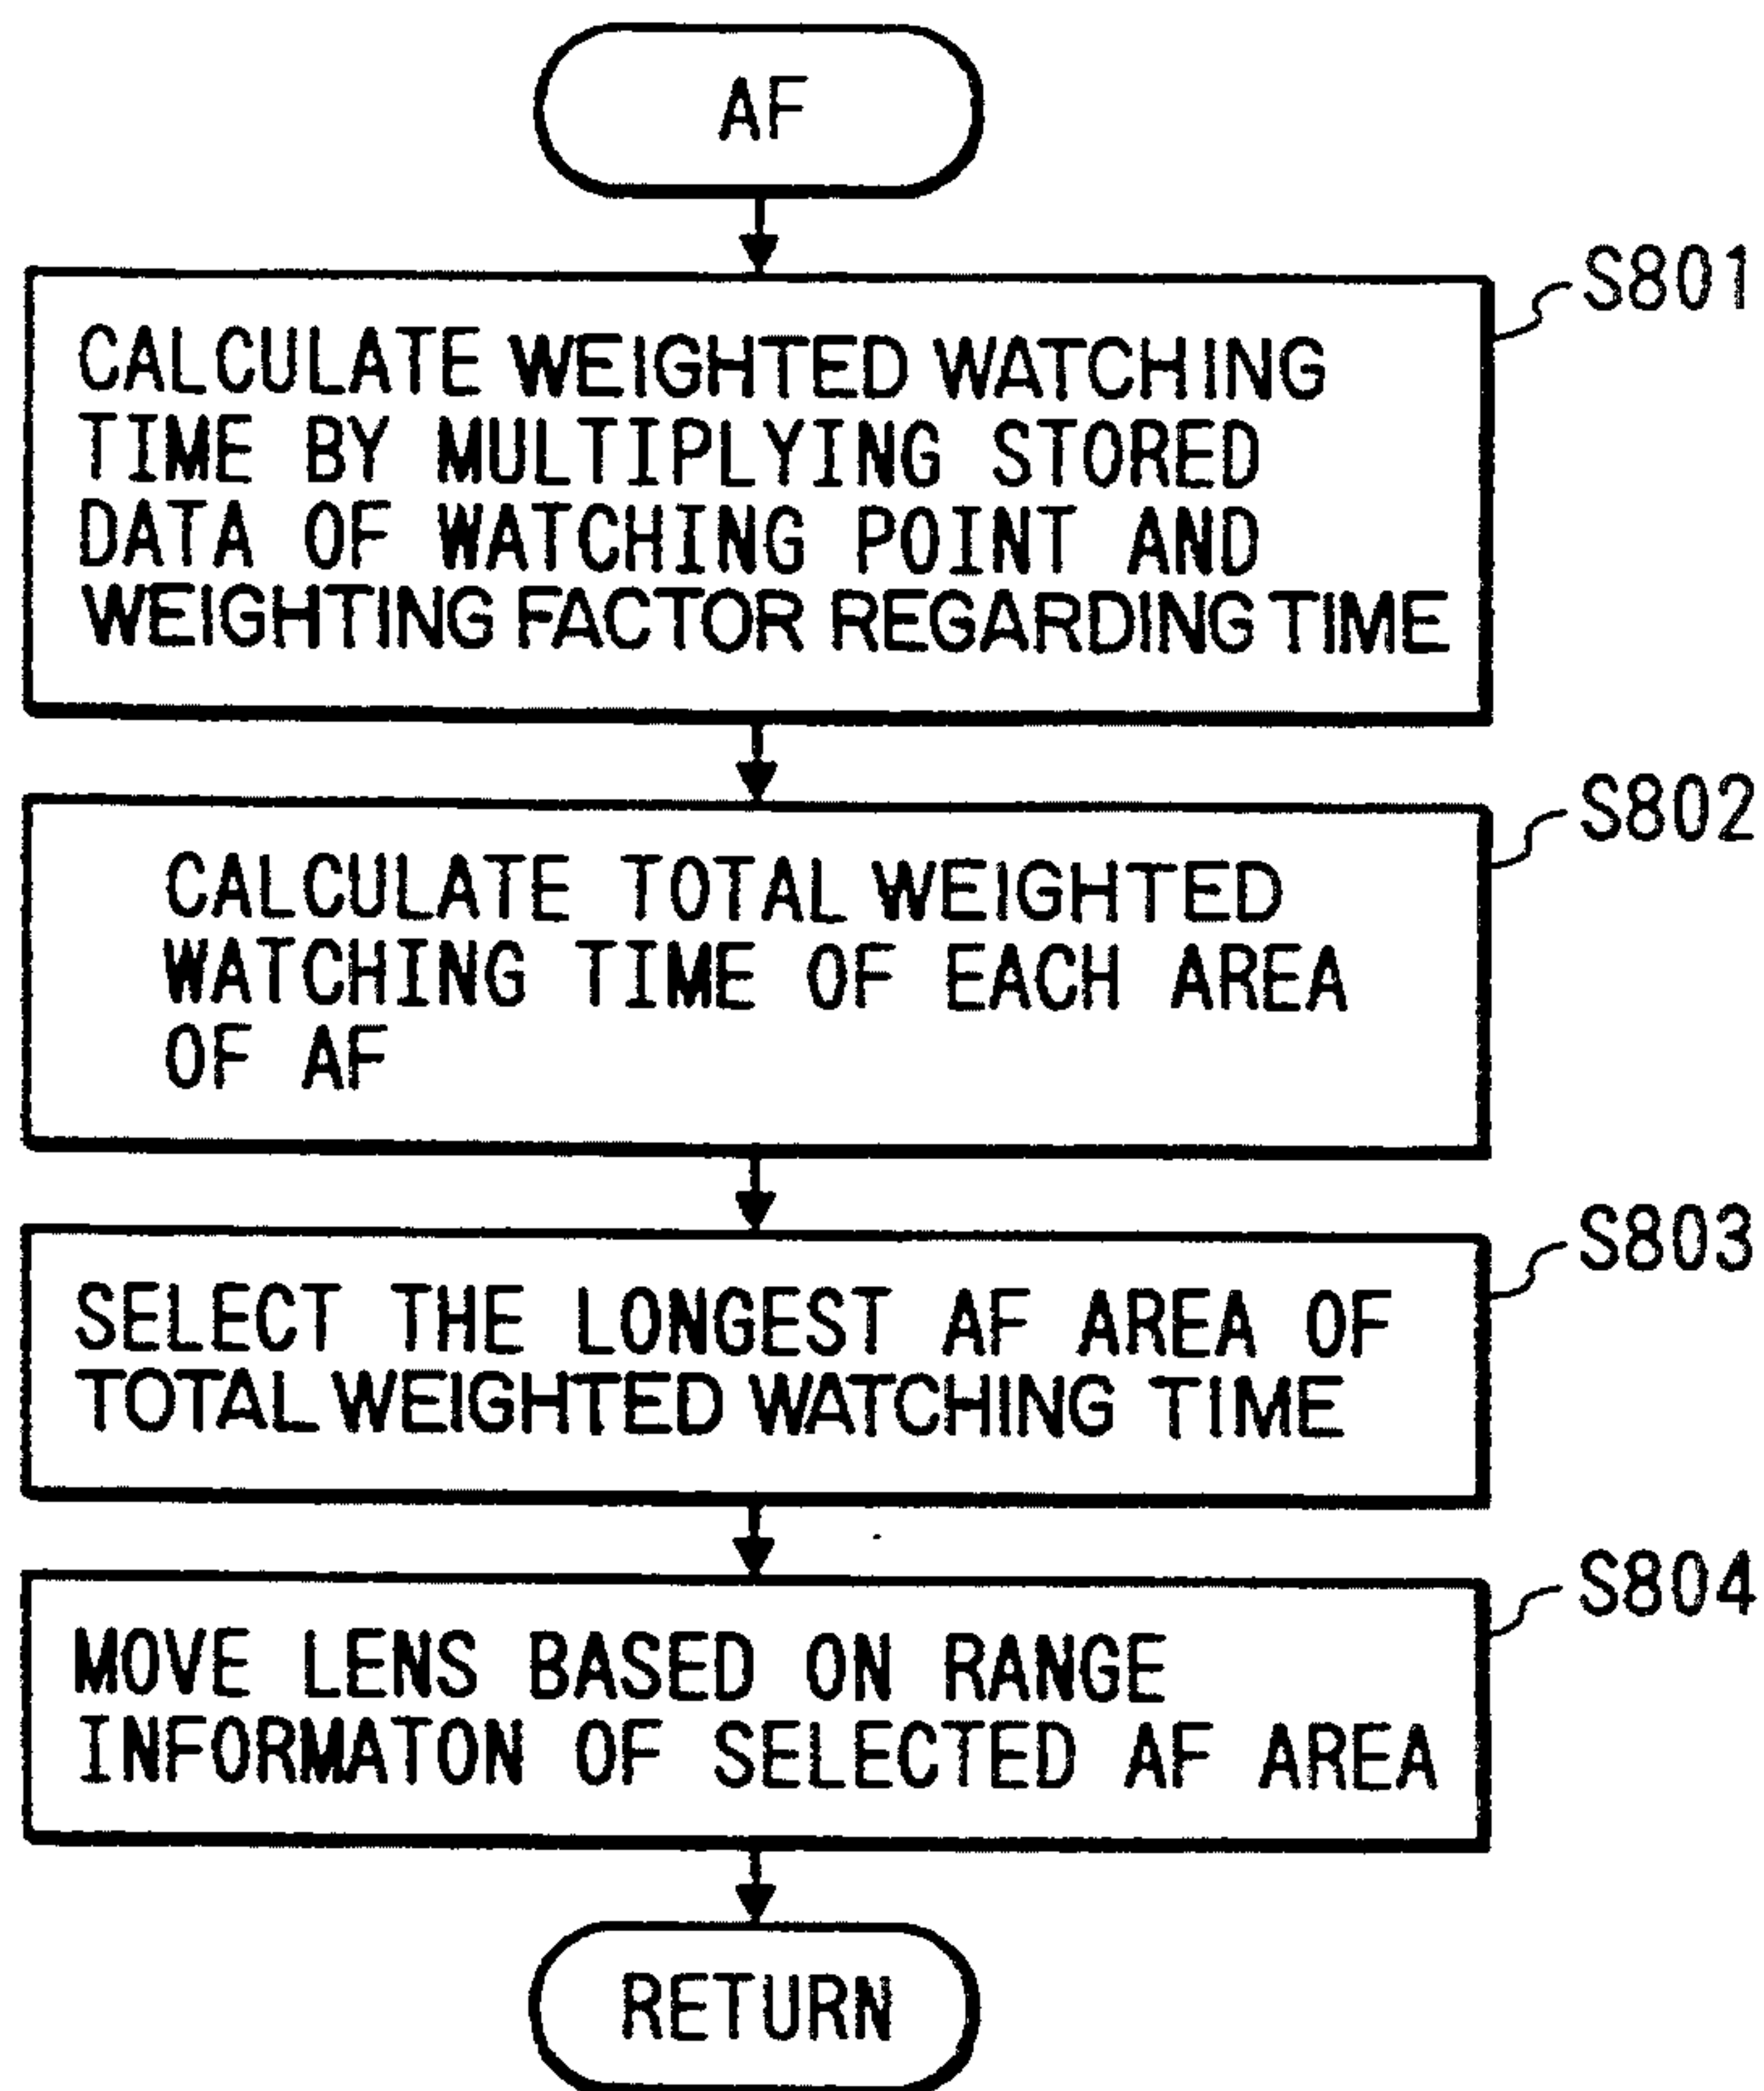 AF
S801
CALCULATE WEIGHTED WATCHING
TIME BY MULTIPLYING STORED
DATA OF WATCHING POINT AND
WEIGHTING FACTOR REGARDING TIME
S802
CALCULATE TOTAL WEIGHTED
WATCHING TIME OF EACH AREA
OF AF
S803
SELECT THE LONGEST AF AREA OF
TOTAL WEIGHTED WATCHING TIME
S804
MOVE LENS BASED ON RANGE
INFORMATON OF SELECTED AF AREA
RETURN